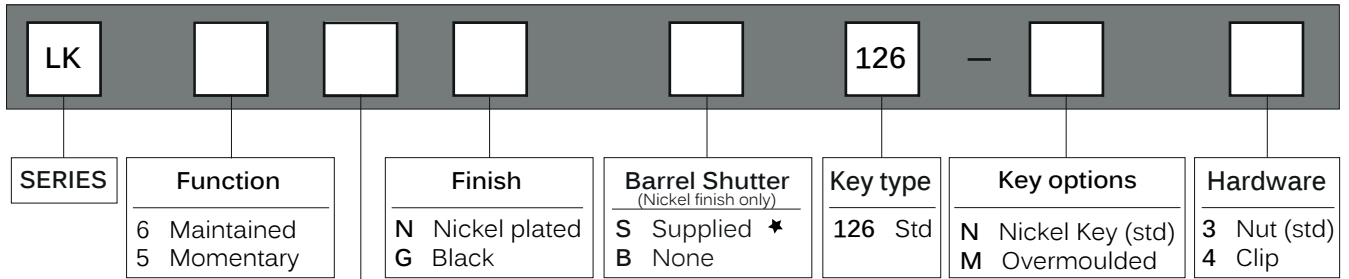 LK 126 –
SERIES
Function
6 Maintained
5 Momentary
Finish
N Nickel plated
G Black
Barrel Shutter
(Nickel finish only)
S Supplied ★
B None
Key type
126 Std
Key options
N Nickel Key (std)
M Overmoulded
Hardware
3 Nut (std)
4 Clip